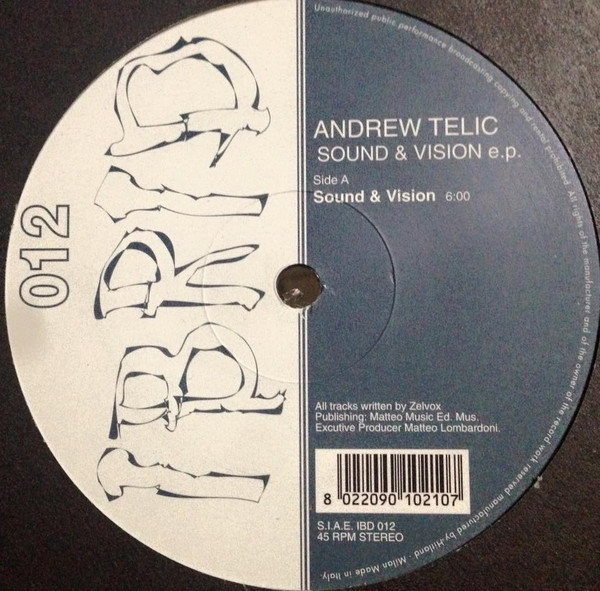 IBRID
012
ANDREW TELIC
SOUND & VISION e.p.
Side A
Sound & Vision 6:00
All tracks written by Zelvox
Publishing: Matteo Music Ed. Mus.
Excutive Producer Matteo Lombardoni.
8 022090 102107
S.I.A.E. IBD 012
45 RPM STEREO
Unauthorized public performance broadcasting copying and rental prohibited. All rights of the manufacturer and of the owner of the record work reserved manufactured by Hiland - Milan Made in Italy.